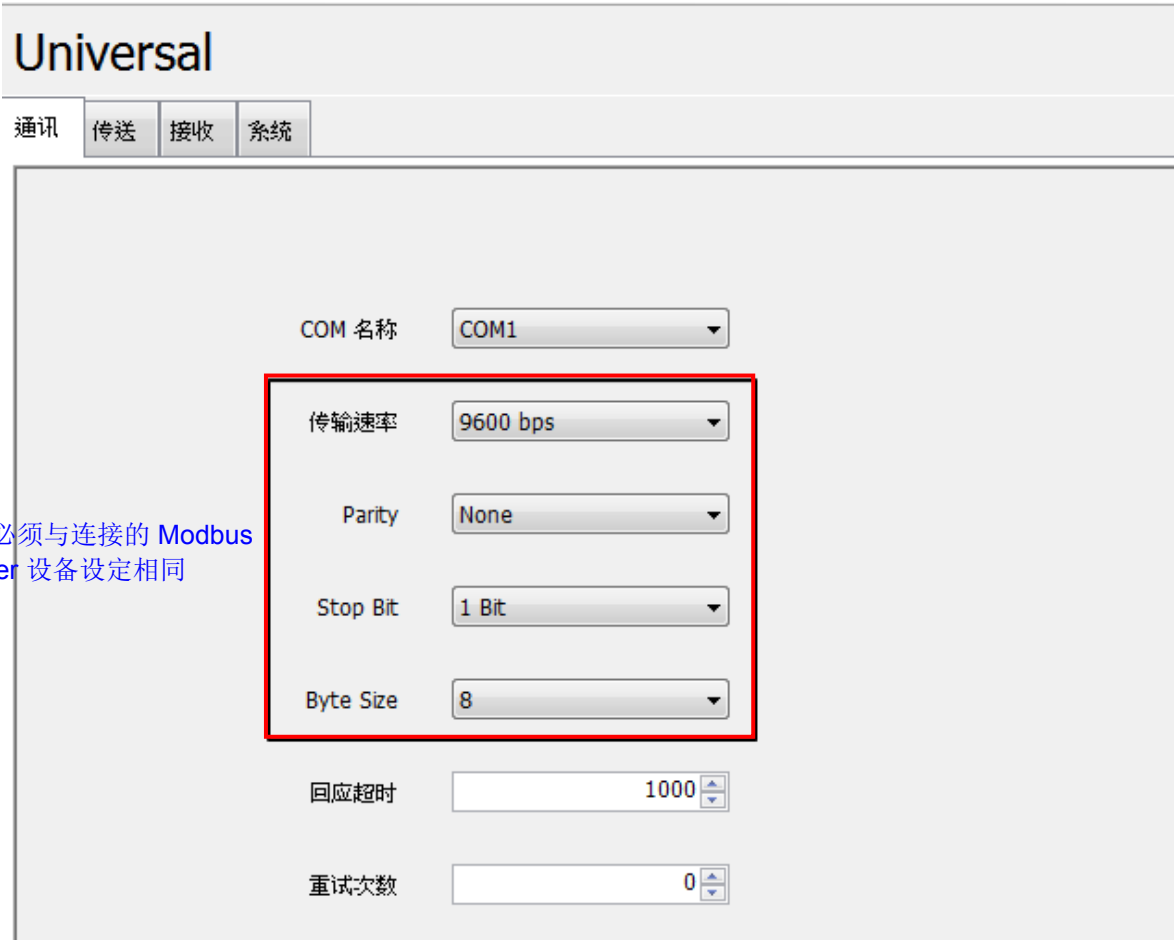 Universal
通讯 传送 接收 系统
COM 名称 COM1
传输速率 9600 bps
Parity None
必须与连接的 Modbus
er 设备设定相同
Stop Bit 1 Bit
Byte Size 8
回应超时 1000
重试次数 0